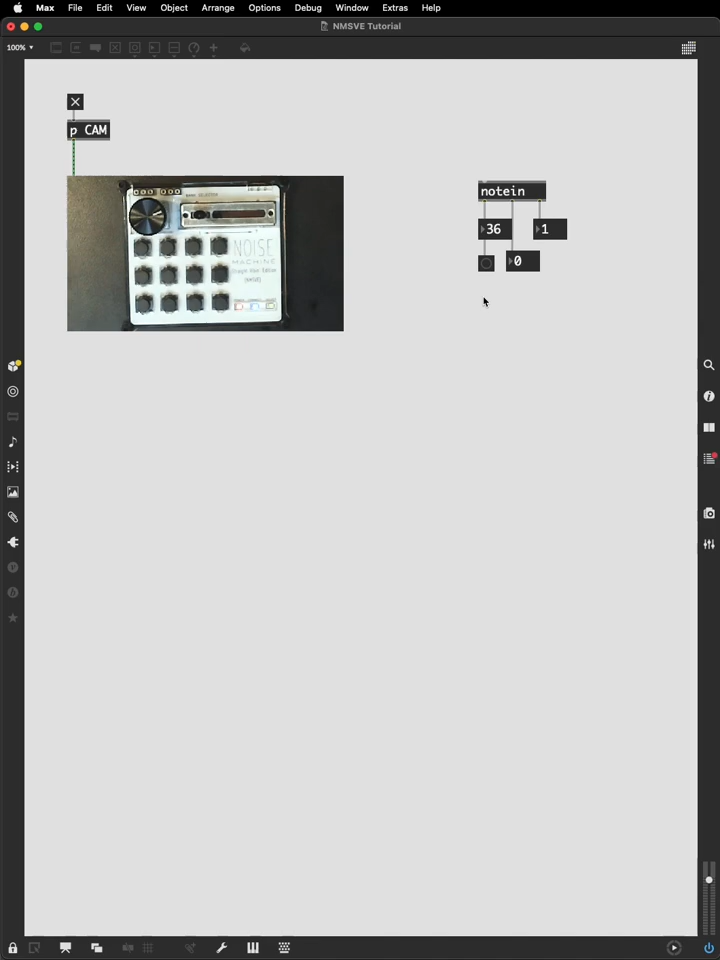 Max File Edit View Object Arrange Options Debug Window Extras Help
NMSVE Tutorial
100%
p CAM
NOISE
MACHINE
notein
36
1
0